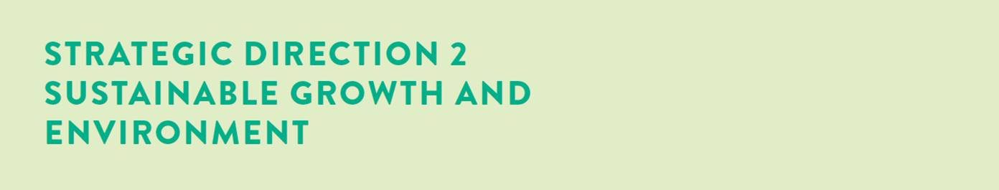 STRATEGIC DIRECTION 2
SUSTAINABLE GROWTH AND
ENVIRONMENT